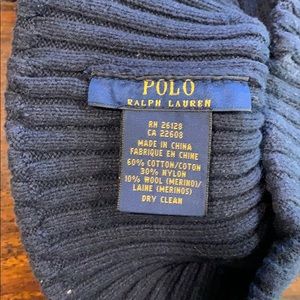 POLO
RALPH LAUREN
RN 26128
CA 22608
MADE IN CHINA
FABRIQUE EN CHINE
60% COTTON/COTON
30% NYLON
10% WOOL (MERINO)/
LAINE (MERINOS)
DRY CLEAN